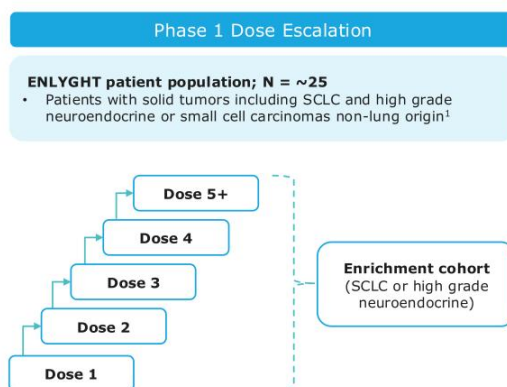 Phase 1 Dose Escalation
ENLYGHT patient population; N = ~25
• Patients with solid tumors including SCLC and high grade
neuroendocrine or small cell carcinomas non-lung origin¹
Dose 5+
Dose 4
Dose 3
Dose 2
Dose 1
Enrichment cohort
(SCLC or high grade
neuroendocrine)